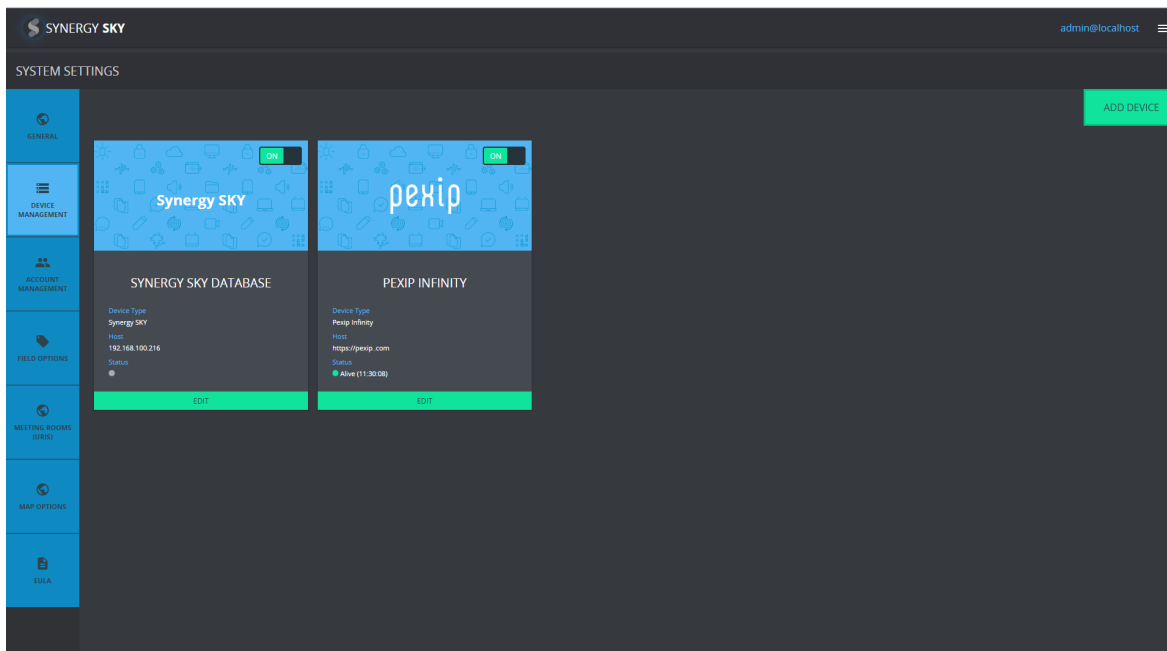 SYNERGY SKY
admin@localhost
SYSTEM SETTINGS
ADD DEVICE
GENERAL
DEVICE
MANAGEMENT
ACCOUNT
MANAGEMENT
FIELD OPTIONS
MEETING ROOMS
(URIS)
MAP OPTIONS
EULA
ON
Synergy SKY
SYNERGY SKY DATABASE
Device Type
Synergy SKY
Host
192.168.100.216
Status
EDIT
ON
pexip
PEXIP INFINITY
Device Type
Pexip Infinity
Host
https://pexip .com
Status
Alive (11:30:08)
EDIT